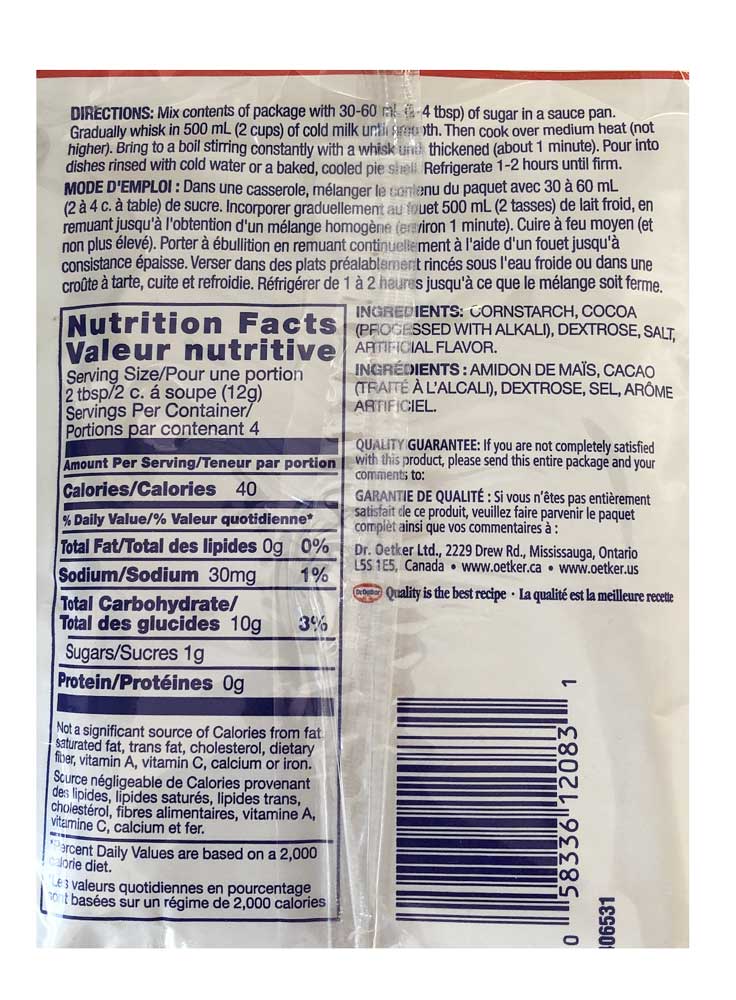 DIRECTIONS: Mix contents of package with 30-60 -4 tbsp) of sugar in a sauce pan.
Gradually whisk in 500 mL (2 cups) of cold milk until smooth. Then cook over medium heat (not
higher). Bring to a boil stirring constantly with a whisk until thickened (about 1 minute). Pour into
dishes rinsed with cold water or a baked, cooled pie shell. Refrigerate 1-2 hours until firm.
MODE D'EMPLOI : Dans une casserole, mélanger le contenu du paquet avec 30 à 60 mL
(2 à 4 c. à table) de sucre. Incorporer graduellement au fouet 500 mL (2 tasses) de lait froid, en
remuant jusqu'à l'obtention d'un mélange homogène (environ 1 minute). Cuire à feu moyen (et
non plus élevé). Porter à ébullition en remuant continuellement à l'aide d'un fouet jusqu'à
consistance épaisse. Verser dans des plats préalablement rincés sous l'eau froide ou dans une
croûte à tarte, cuite et refroidie. Réfrigérer de 1 à 2 heures jusqu'à ce que le mélange soit ferme.
Nutrition Facts
Valeur nutritive
Serving Size/Pour une portion
2 tbsp/2 c. á soupe (12g)
Servings Per Container/
Portions par contenant 4
Amount Per Serving/Teneur par portion
Calories/Calories 40
% Daily Value/% Valeur quotidienne*
Total Fat/Total des lipides 0g 0%
Sodium/Sodium 30mg 1%
Total Carbohydrate/
Total des glucides 10g 3%
Sugars/Sucres 1g
Protein/Protéines 0g
Not a significant source of Calories from fat
saturated fat, trans fat, cholesterol, dietary
fiber, vitamin A, vitamin C, calcium or iron.
Source négligeable de Calories provenant
des lipides, lipides saturés, lipides trans,
cholestérol, fibres alimentaires, vitamine A,
vitamine C, calcium et fer.
*Percent Daily Values are based on a 2,000
calorie diet.
*Les valeurs quotidiennes en pourcentage
sont basées sur un régime de 2,000 calories
INGREDIENTS: CORNSTARCH, COCOA
(PROCESSED WITH ALKALI), DEXTROSE, SALT,
ARTIFICIAL FLAVOR.
INGRÉDIENTS : AMIDON DE MAÏS, CACAO
(TRAITÉ À L'ALCALI), DEXTROSE, SEL, ARÔME
ARTIFICIEL.
QUALITY GUARANTEE: If you are not completely satisfied
with this product, please send this entire package and your
comments to:
GARANTIE DE QUALITÉ : Si vous n'êtes pas entièrement
satisfait de ce produit, veuillez faire parvenir le paquet
complèt ainsi que vos commentaires à :
Dr. Oetker Ltd., 2229 Drew Rd., Mississauga, Ontario
L5S 1E5, Canada • www.oetker.ca • www.oetker.us
Dr.Oetker Quality is the best recipe · La qualité est la meilleure recette
0 58336 12083 1
406531